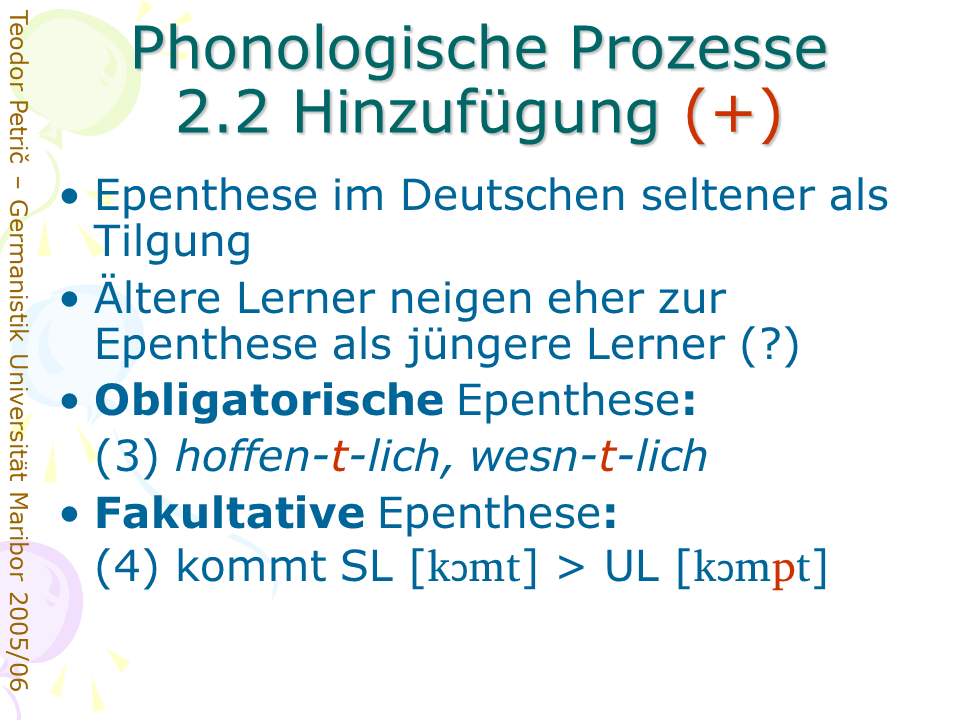 Phonologische Prozesse
2.2 Hinzufügung (+)
• Epenthese im Deutschen seltener als
Tilgung
• Ältere Lerner neigen eher zur
Epenthese als jüngere Lerner (?)
• Obligatorische Epenthese:
(3) hoffen-t-lich, wesn-t-lich
• Fakultative Epenthese:
(4) kommt SL [kɔmt] > UL [kɔmpt]
Teodor Petrič – Germanistik Universität Maribor 2005/06